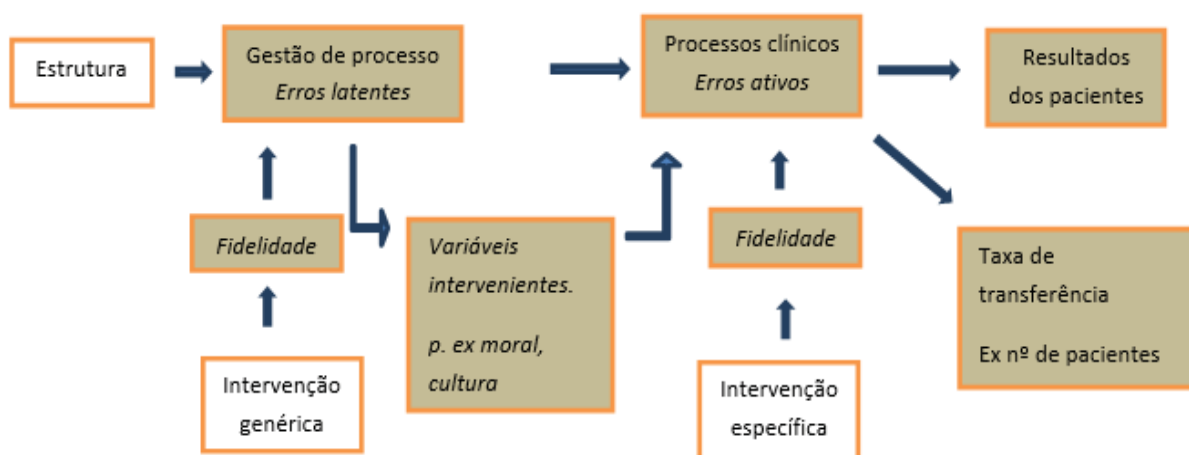 Estrutura
Gestão de processo
Erros latentes
Processos clínicos
Erros ativos
Resultados
dos pacientes
Fidelidade
Variáveis
intervenientes.
p. ex moral,
cultura
Fidelidade
Taxa de
transferência
Ex nº de pacientes
Intervenção
genérica
Intervenção
específica